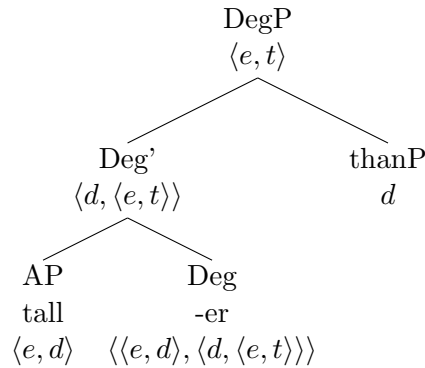 DegP
⟨e, t⟩
Deg' thanP
⟨d, ⟨e, t⟩⟩ d
AP Deg
tall -er
⟨e, d⟩ ⟨⟨e, d⟩, ⟨d, ⟨e, t⟩⟩⟩